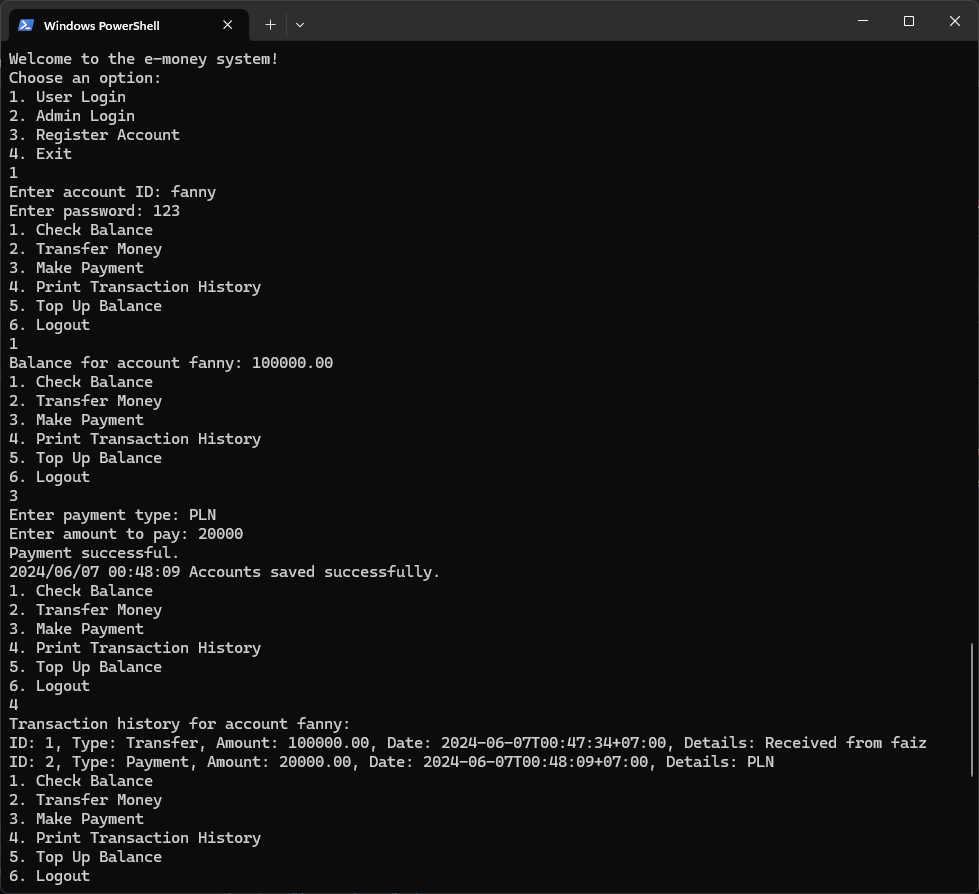 Windows PowerShell
Welcome to the e-money system!
Choose an option:
1. User Login
2. Admin Login
3. Register Account
4. Exit
1
Enter account ID: fanny
Enter password: 123
1. Check Balance
2. Transfer Money
3. Make Payment
4. Print Transaction History
5. Top Up Balance
6. Logout
1
Balance for account fanny: 100000.00
1. Check Balance
2. Transfer Money
3. Make Payment
4. Print Transaction History
5. Top Up Balance
6. Logout
3
Enter payment type: PLN
Enter amount to pay: 20000
Payment successful.
2024/06/07 00:48:09 Accounts saved successfully.
1. Check Balance
2. Transfer Money
3. Make Payment
4. Print Transaction History
5. Top Up Balance
6. Logout
4
Transaction history for account fanny:
ID: 1, Type: Transfer, Amount: 100000.00, Date: 2024-06-07T00:47:34+07:00, Details: Received from faiz
ID: 2, Type: Payment, Amount: 20000.00, Date: 2024-06-07T00:48:09+07:00, Details: PLN
1. Check Balance
2. Transfer Money
3. Make Payment
4. Print Transaction History
5. Top Up Balance
6. Logout